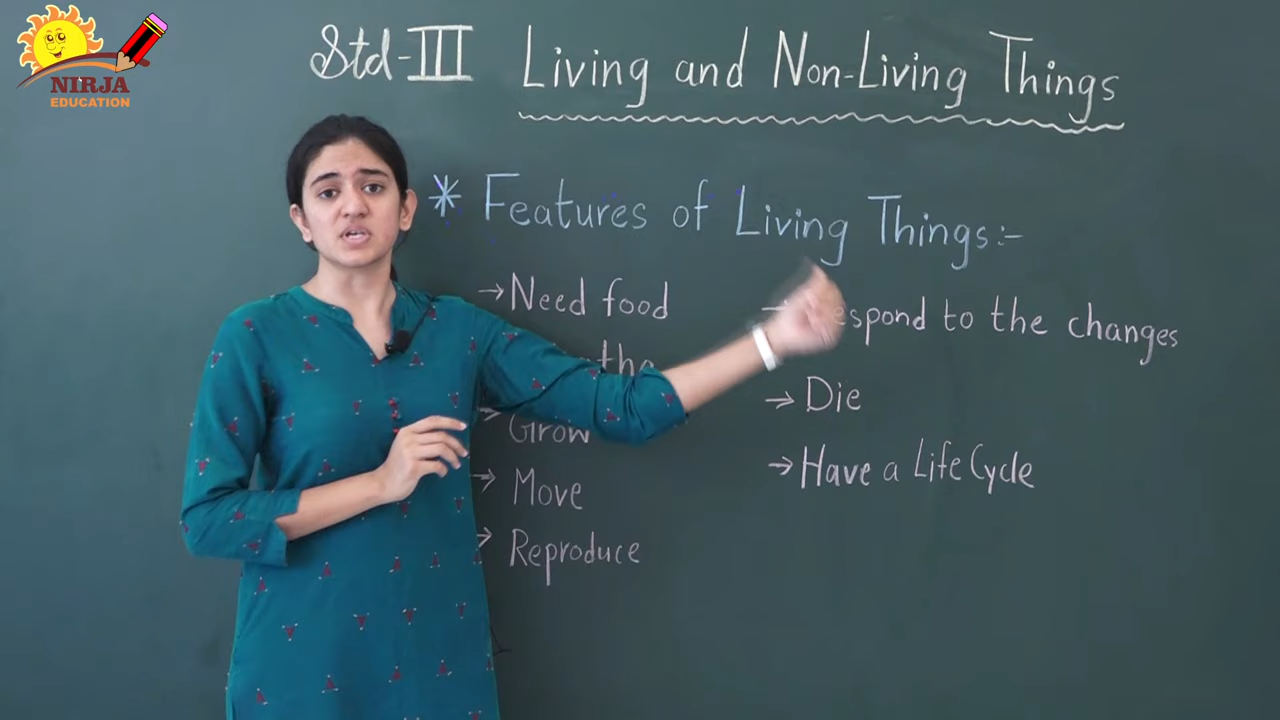 NIRJA
EDUCATION
Std-III Living and Non-Living Things
* Features of Living Things:-
→ Need food
→ Grow
→ Move
→ Reproduce
→ Respond to the changes
→ Die
→ Have a Life Cycle